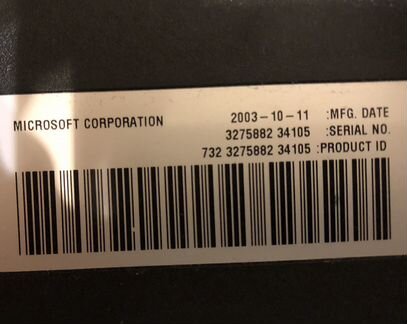 MICROSOFT CORPORATION
2003-10-11 :MFG. DATE
3275882 34105 :SERIAL NO.
732 3275882 34105 :PRODUCT ID